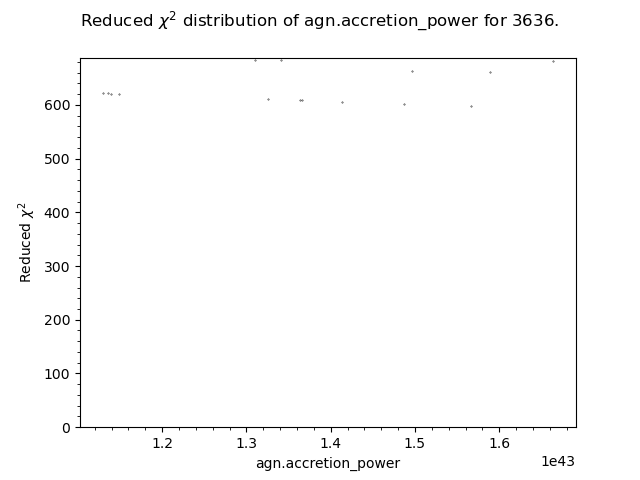 Reduced χ² distribution of agn.accretion_power for 3636.
600
500
400
300
200
100
0
Reduced χ²
1.2 1.3 1.4 1.5 1.6
1e43
agn.accretion_power